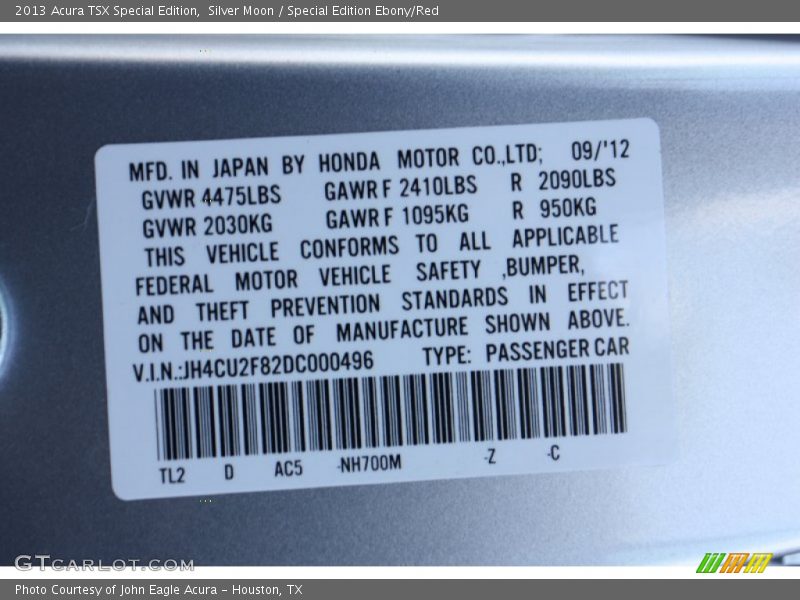 2013 Acura TSX Special Edition,  Silver Moon / Special Edition Ebony/Red
MFD. IN JAPAN BY HONDA MOTOR CO.,LTD; 09/'12
GVWR 4475LBS GAWR F 2410LBS R 2090LBS
GVWR 2030KG GAWR F 1095KG R 950KG
THIS VEHICLE CONFORMS TO ALL APPLICABLE
FEDERAL MOTOR VEHICLE SAFETY ,BUMPER,
AND THEFT PREVENTION STANDARDS IN EFFECT
ON THE DATE OF MANUFACTURE SHOWN ABOVE.
V.I.N.:JH4CU2F82DC000496 TYPE: PASSENGER CAR
TL2 D AC5 -NH700M -Z -C
GTCARLOT.COM
Photo Courtesy of John Eagle Acura - Houston, TX